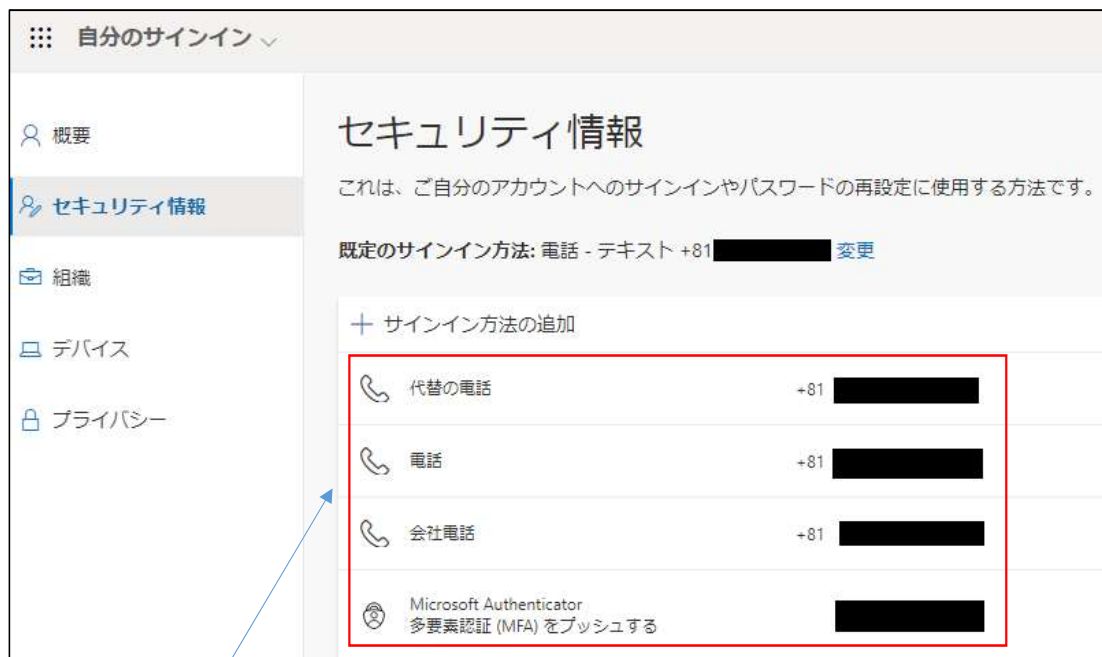 自分のサインイン
概要
セキュリティ情報
組織
デバイス
プライバシー
セキュリティ情報
これは、ご自分のアカウントへのサインインやパスワードの再設定に使用する方法です。
既定のサインイン方法: 電話 - テキスト +81 変更
サインイン方法の追加
代替の電話 +81
電話 +81
会社電話 +81
Microsoft Authenticator
多要素認証 (MFA) をプッシュする